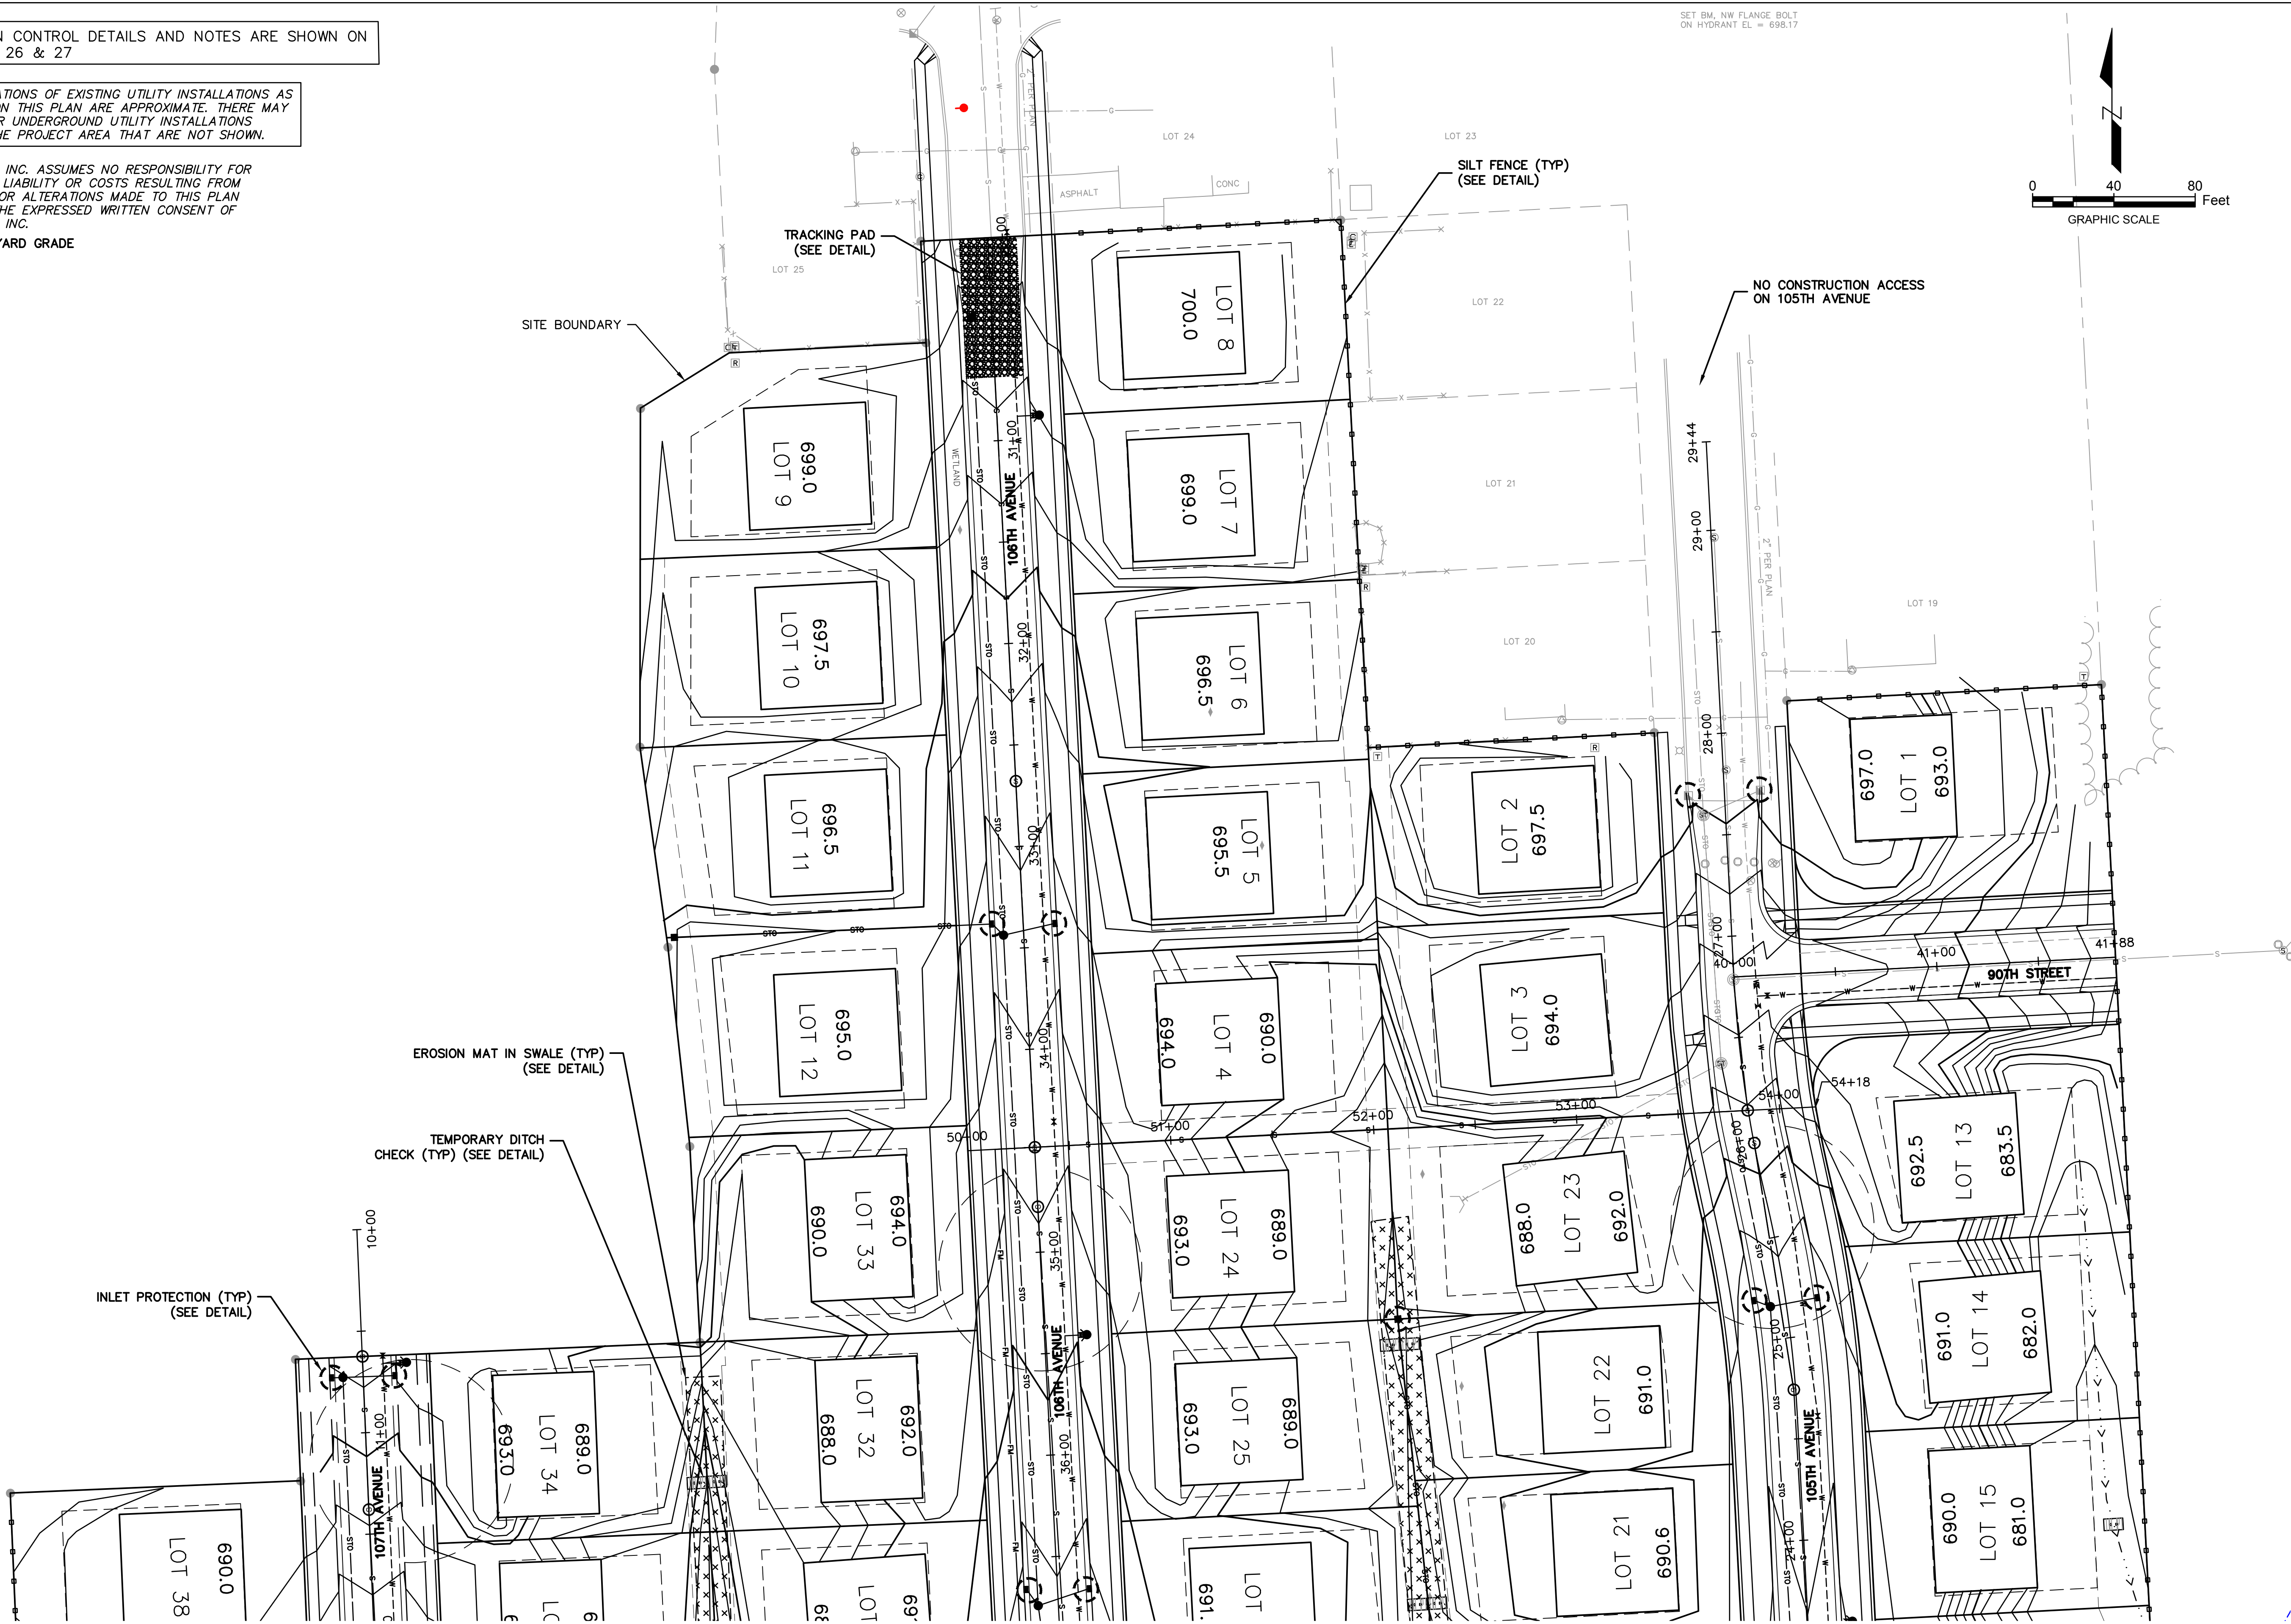 N CONTROL DETAILS AND NOTES ARE SHOWN ON
26 & 27
ATIONS OF EXISTING UTILITY INSTALLATIONS AS
ON THIS PLAN ARE APPROXIMATE. THERE MAY
R UNDERGROUND UTILITY INSTALLATIONS
HE PROJECT AREA THAT ARE NOT SHOWN.
INC. ASSUMES NO RESPONSIBILITY FOR
LIABILITY OR COSTS RESULTING FROM
OR ALTERATIONS MADE TO THIS PLAN
HE EXPRESSED WRITTEN CONSENT OF
INC.
YARD GRADE
SET BM, NW FLANGE BOLT
ON HYDRANT EL = 698.17
Z
0 40 80 Feet
GRAPHIC SCALE
2" PER PLAN
LOT 24
LOT 23
ASPHALT
CONC
SILT FENCE (TYP)
(SEE DETAIL)
TRACKING PAD
(SEE DETAIL)
LOT 25
SITE BOUNDARY
LOT 22
NO CONSTRUCTION ACCESS
ON 105TH AVENUE
LOT 8
700.0
699.0
LOT 9
WETLAND
31+00
106TH AVENUE
LOT 7
699.0
LOT 21
29+44
29+00
2" PER PLAN
LOT 19
LOT 20
697.5
LOT 10
32+00
LOT 6
696.5
28+00
697.0
LOT 1
693.0
696.5
LOT 11
33+00
LOT 5
695.5
LOT 2
697.5
27+00
40+00
41+00
41+88
90TH STREET
695.0
LOT 12
34+00
694.0
LOT 4
690.0
LOT 3
694.0
EROSION MAT IN SWALE (TYP)
(SEE DETAIL)
TEMPORARY DITCH
CHECK (TYP) (SEE DETAIL)
50+00
51+00
52+00
53+00
54+00
54+18
26+00
692.5
LOT 13
683.5
690.0
LOT 33
694.0
35+00
693.0
LOT 24
689.0
688.0
LOT 23
692.0
10+00
INLET PROTECTION (TYP)
(SEE DETAIL)
691.0
LOT 14
682.0
25+00
11+00
107TH AVENUE
693.0
LOT 34
689.0
688.0
LOT 32
692.0
106TH AVENUE
36+00
693.0
LOT 25
689.0
LOT 22
691.0
105TH AVENUE
24+00
690.0
LOT 15
681.0
LOT 38
690.0
LOT
691.
LOT
LOT 21
690.6